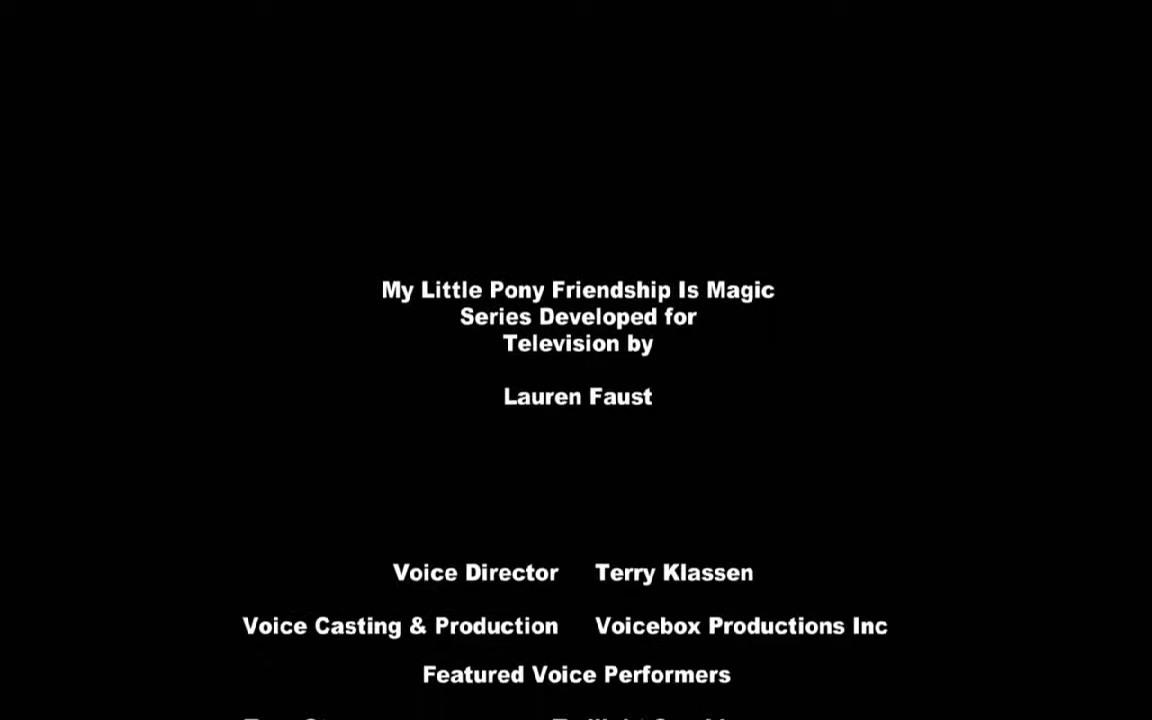 My Little Pony Friendship Is Magic
Series Developed for
Television by
Lauren Faust
Voice Director Terry Klassen
Voice Casting & Production Voicebox Productions Inc
Featured Voice Performers